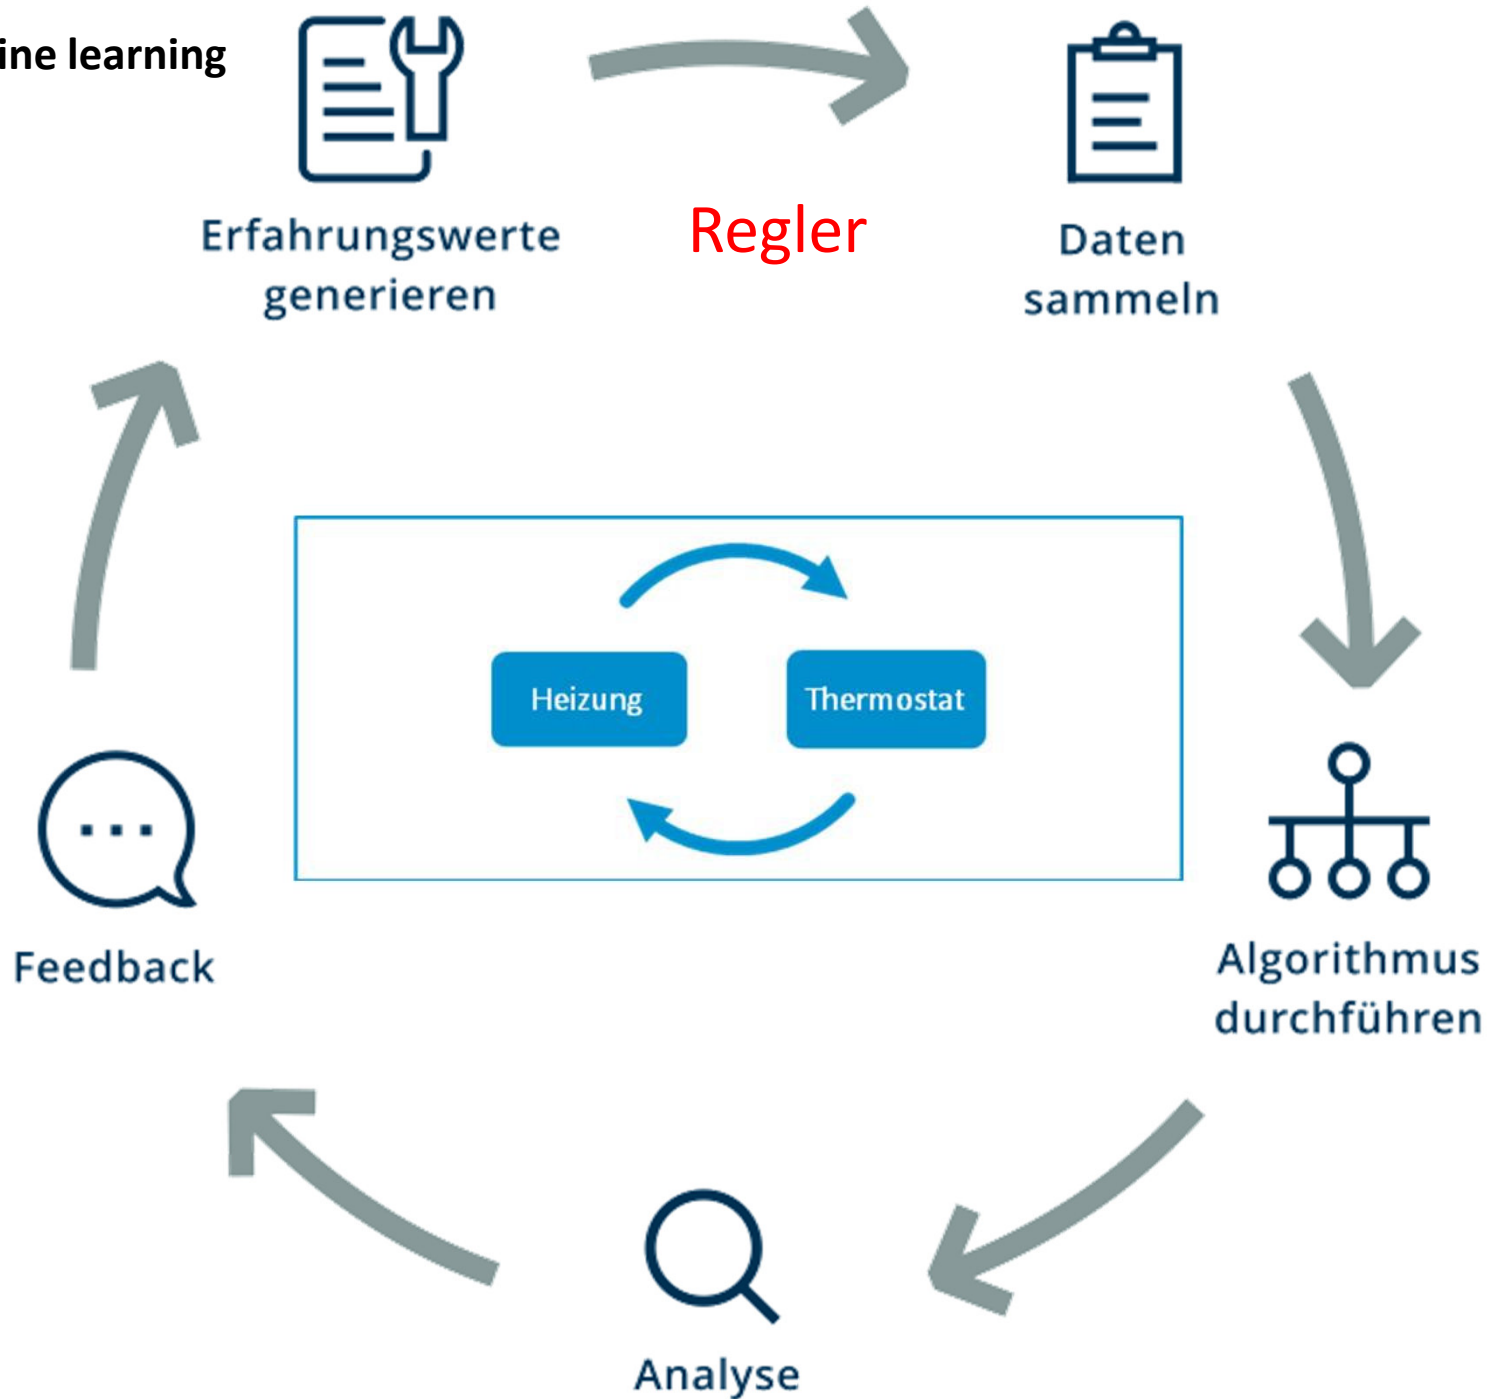 ine learning
Erfahrungswerte
generieren
Regler
Daten
sammeln
Heizung
Thermostat
Feedback
Algorithmus
durchführen
Analyse